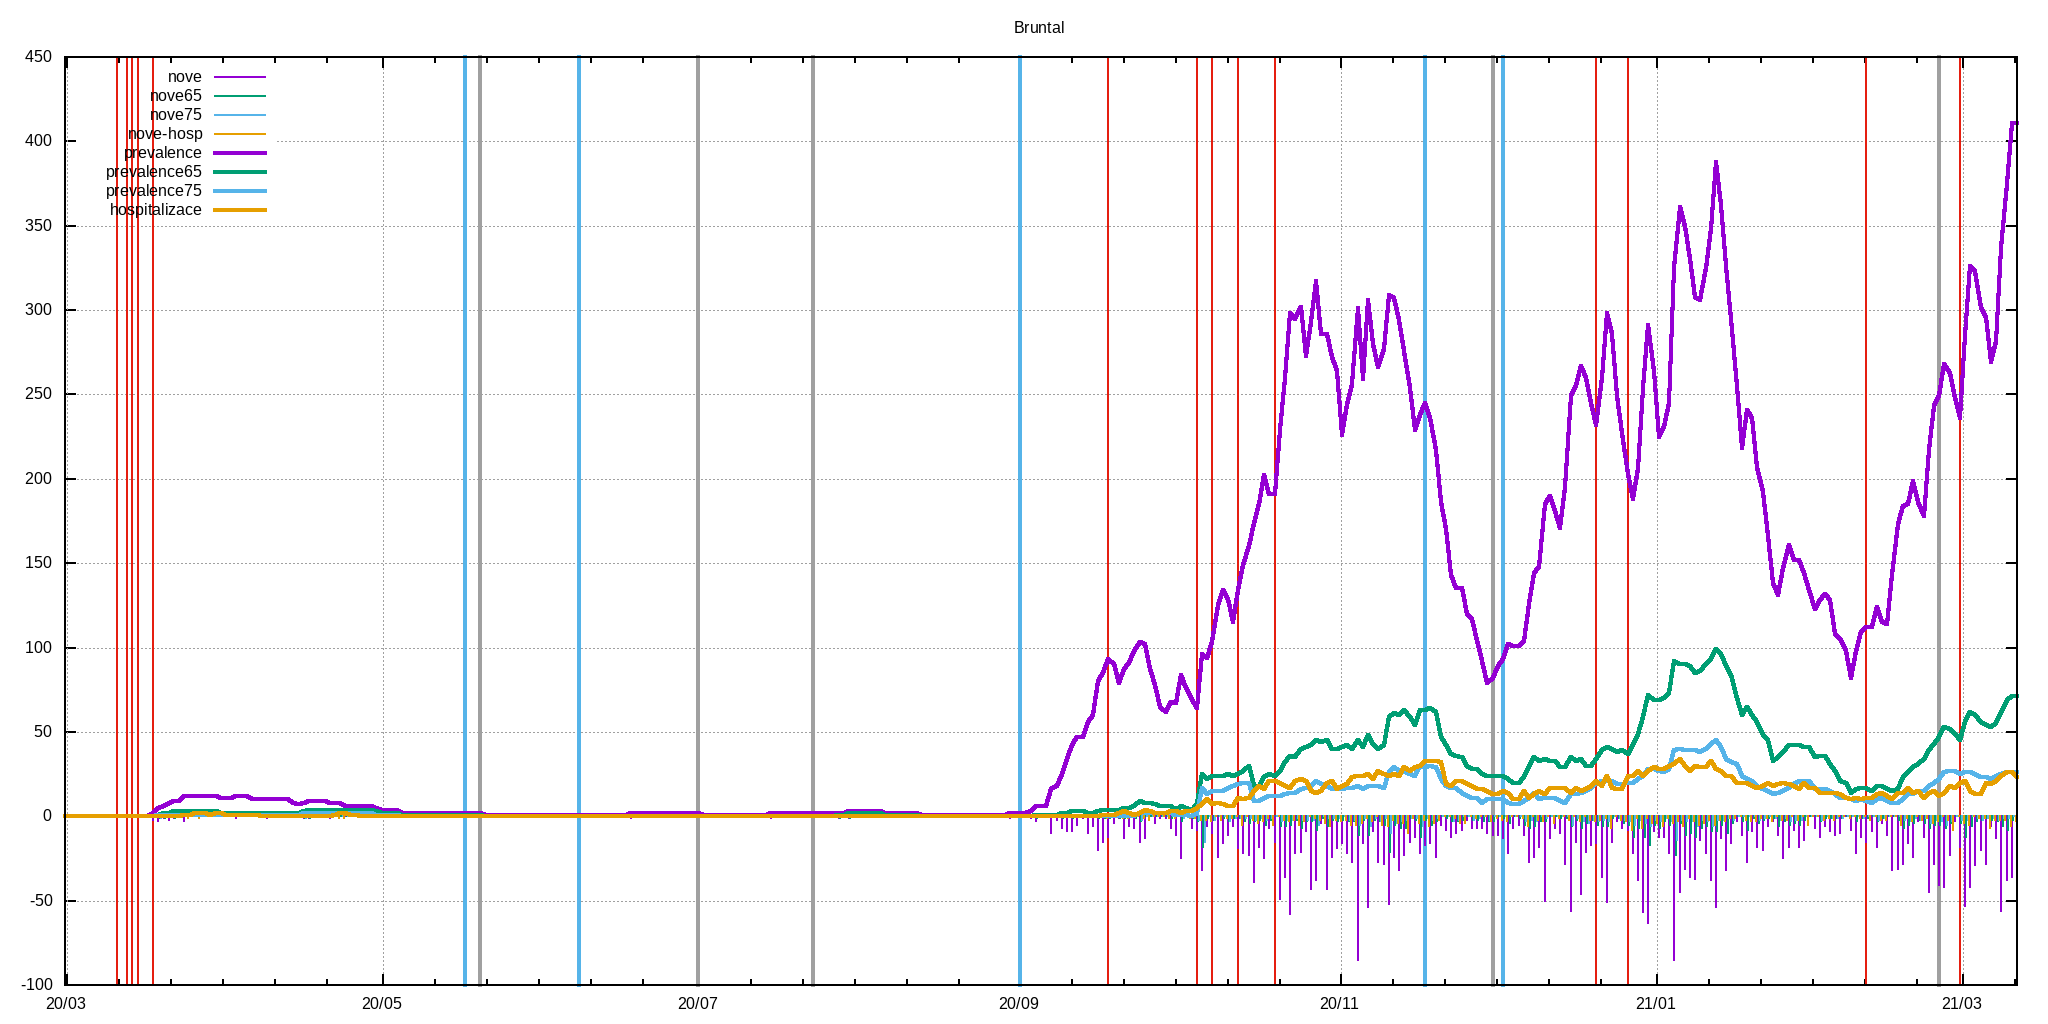 Bruntal
450
400
350
300
250
200
150
100
50
0
-50
-100
nove
nove65
nove75
nove-hosp
prevalence
prevalence65
prevalence75
hospitalizace
20/03 20/05 20/07 20/09 20/11 21/01 21/03